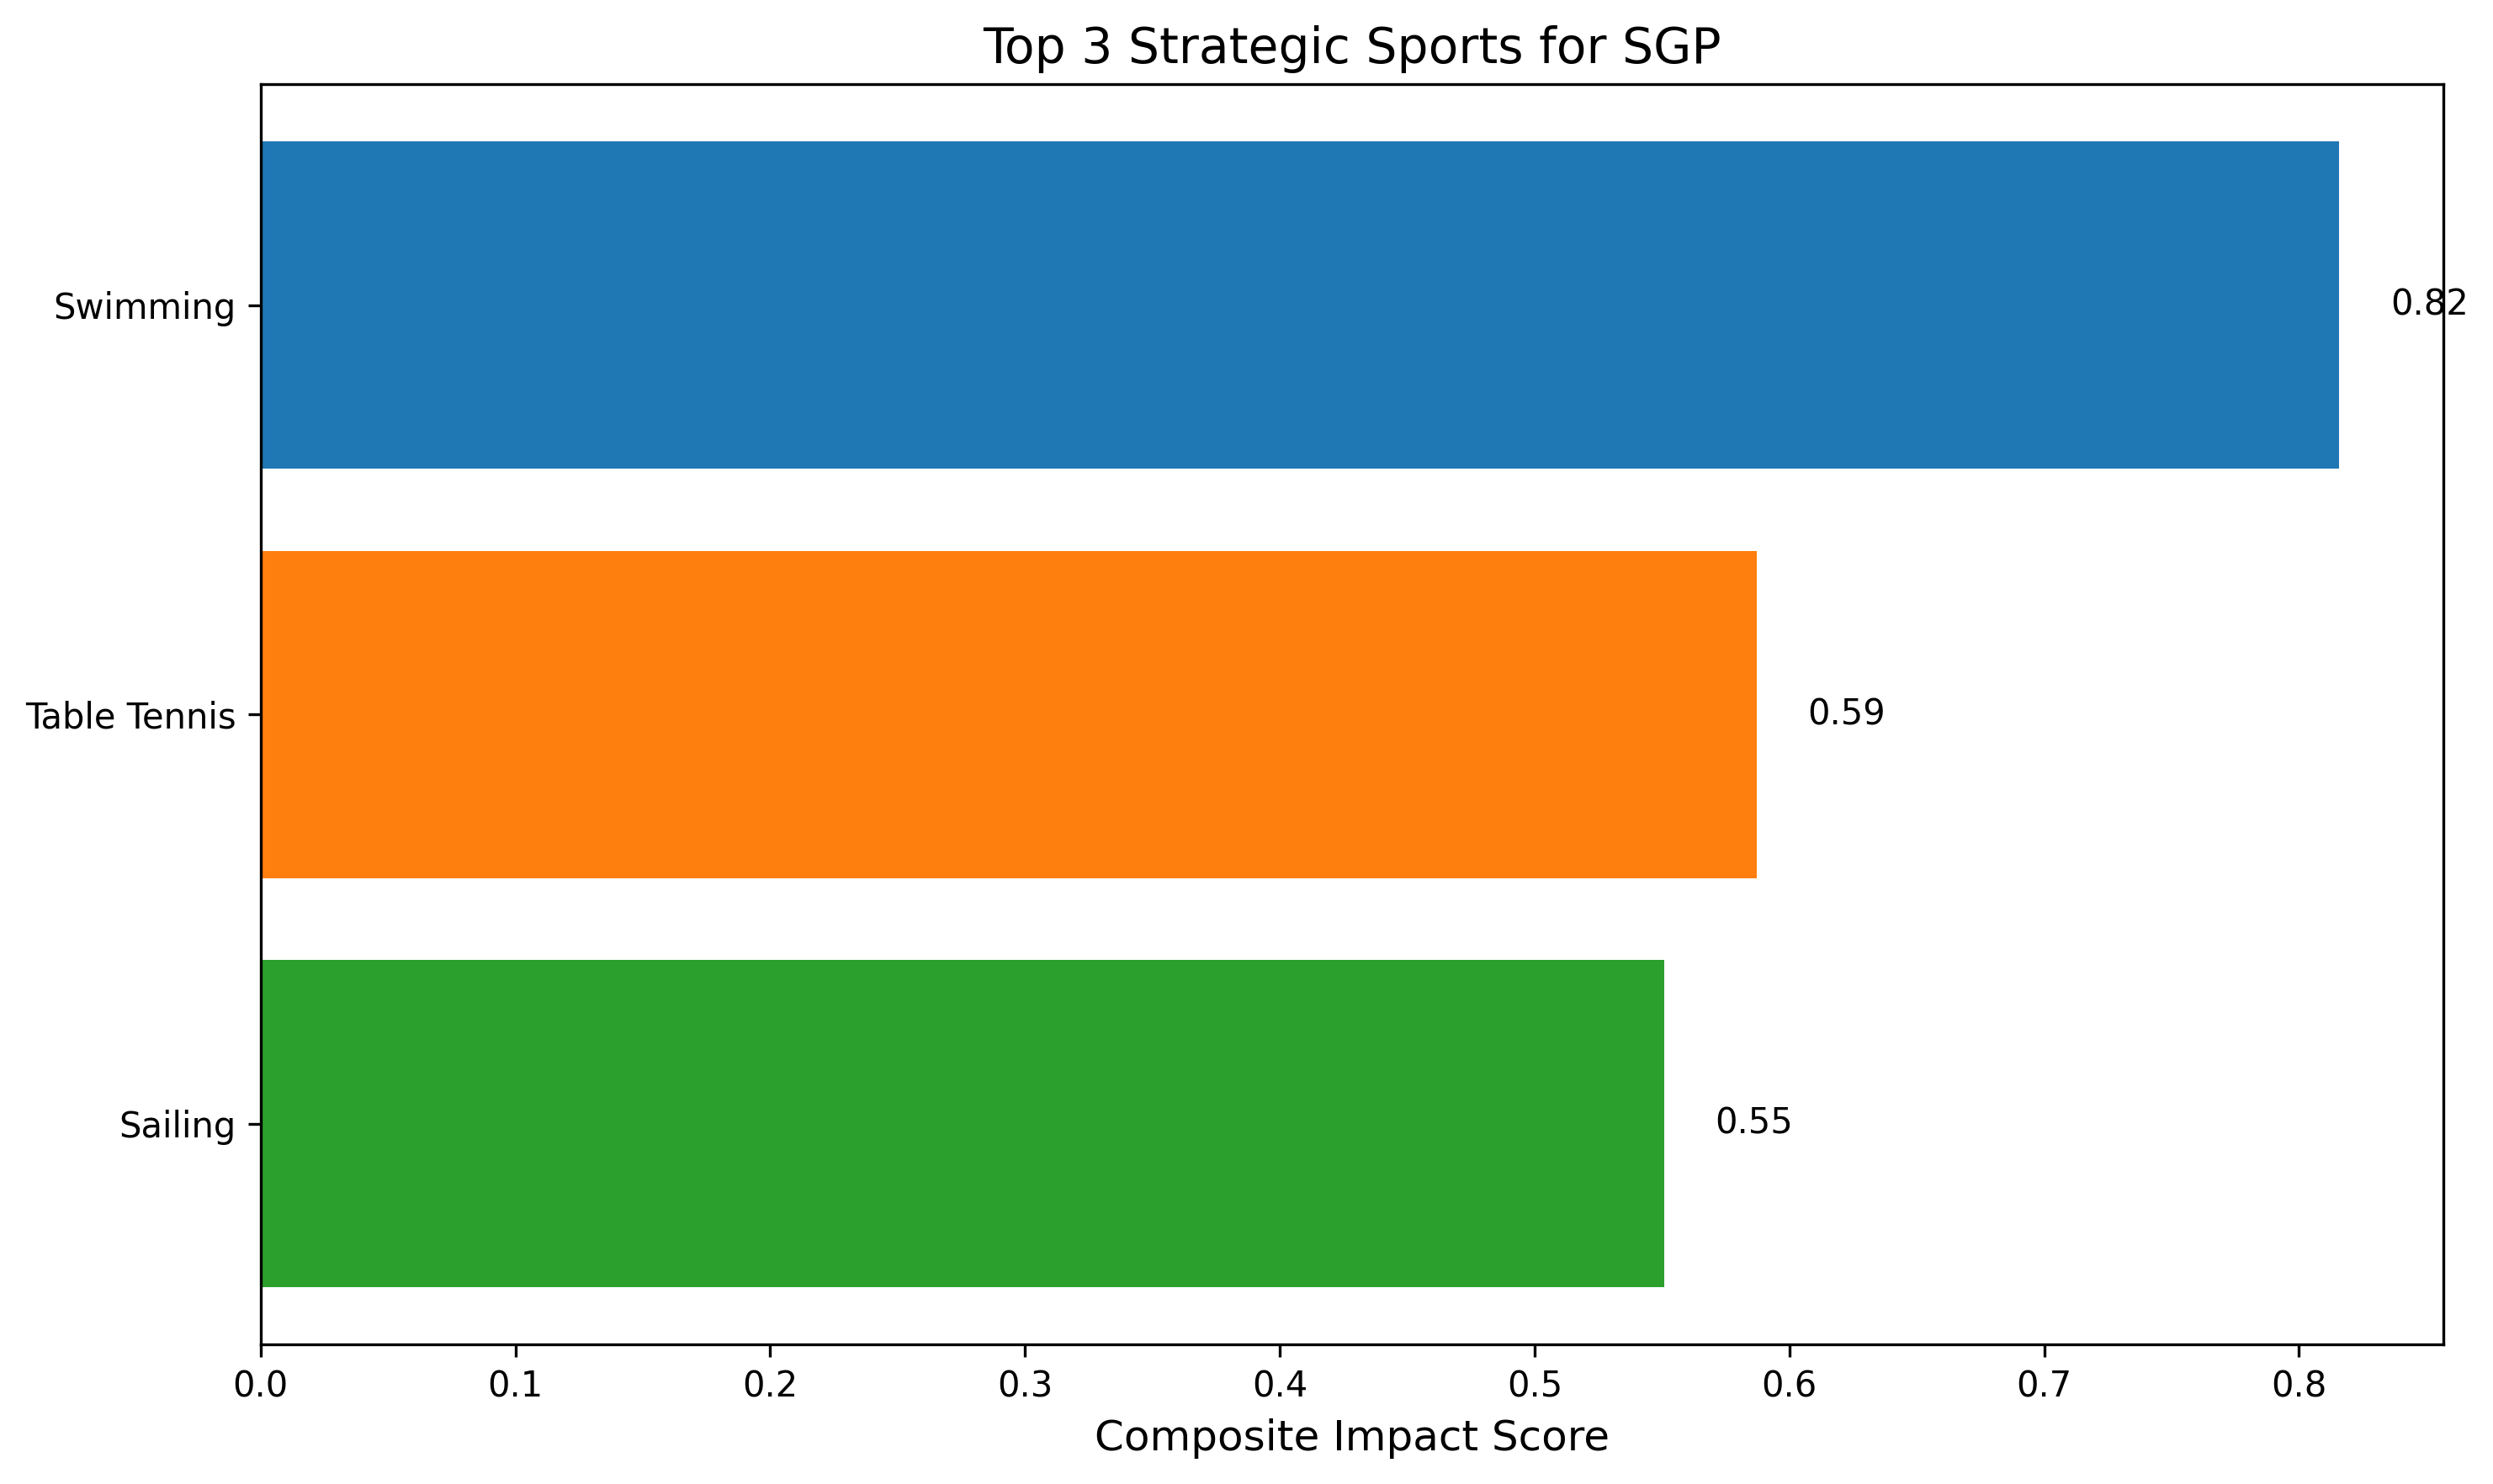 Top 3 Strategic Sports for SGP
Swimming
0.82
Table Tennis
0.59
Sailing
0.55
0.0 0.1 0.2 0.3 0.4 0.5 0.6 0.7 0.8
Composite Impact Score